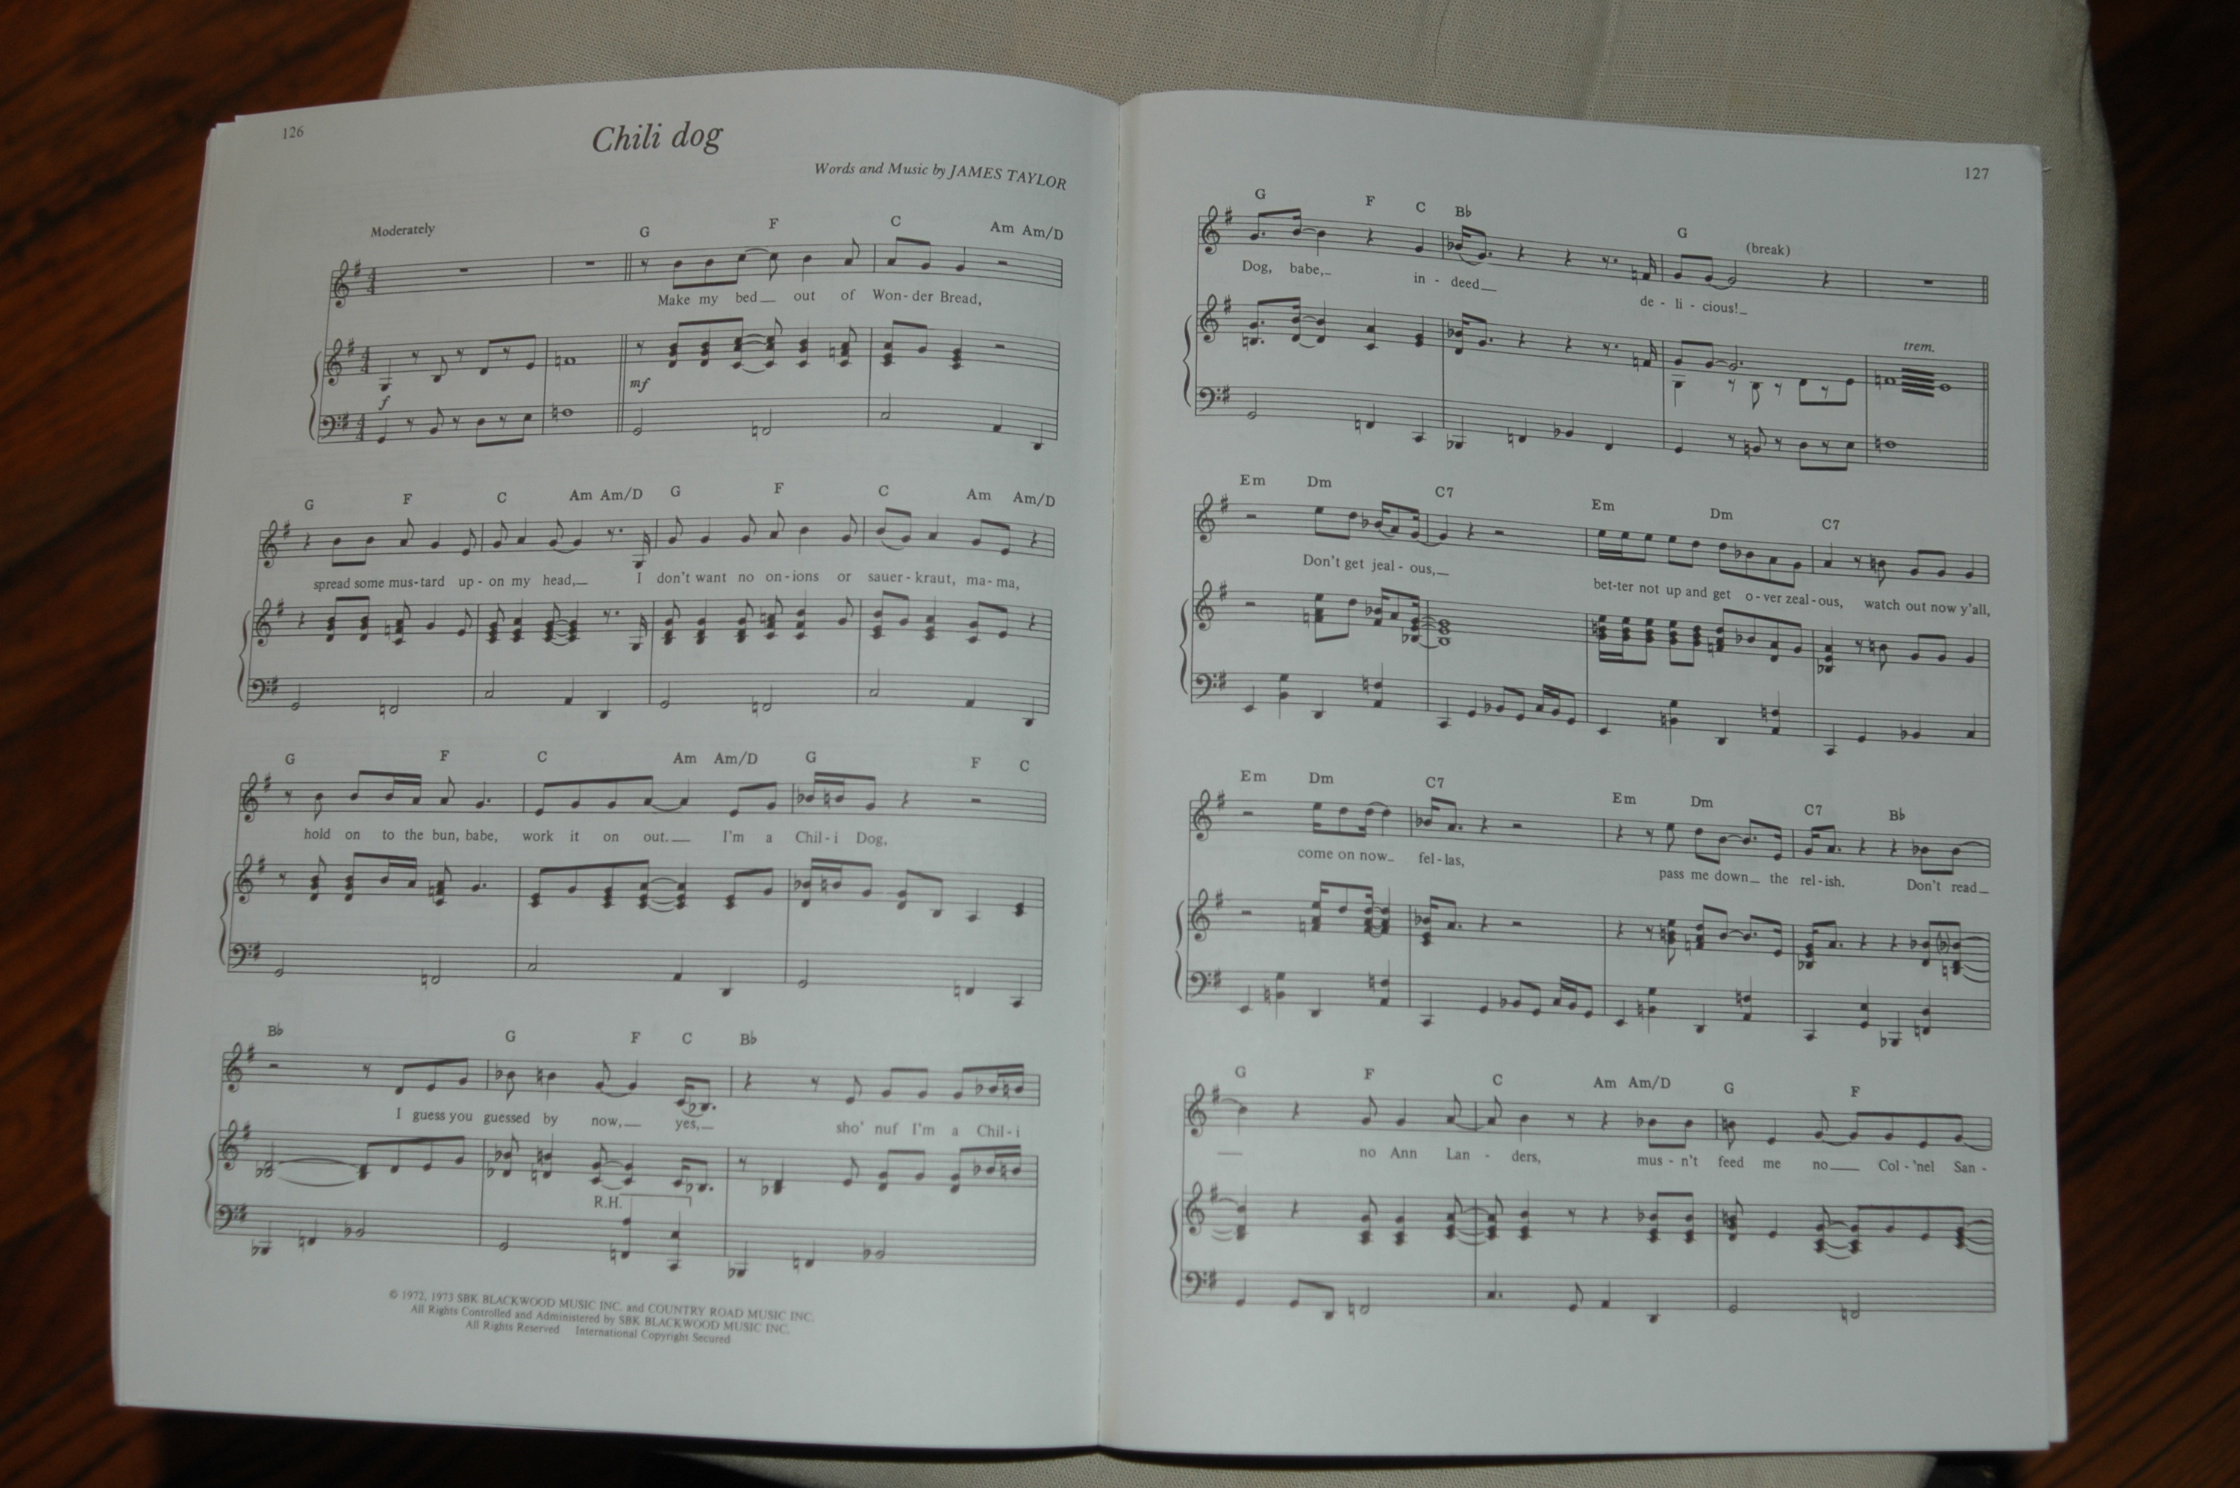 126
Chili dog
Words and Music by JAMES TAYLOR
Moderately
G F C Am Am/D
Make my bed out of Won-der Bread,
f mf
G F C Am Am/D G F C Am Am/D
spread some mus-tard up-on my head, I don't want no on-ions or sauer-kraut, ma-ma,
G F C Am Am/D G F C
hold on to the bun, babe, work it on out. I'm a Chil-i Dog,
B♭ G F C B♭
I guess you guessed by now, yes, sho' nuf I'm a Chil-i
R.H.
© 1972, 1973 SBK BLACKWOOD MUSIC INC. and COUNTRY ROAD MUSIC INC.
All Rights Controlled and Administered by SBK BLACKWOOD MUSIC INC.
All Rights Reserved International Copyright Secured
127
G F C B♭ G (break)
Dog, babe, in-deed de-li-cious!
trem.
Em Dm C7 Em Dm C7
Don't get jeal-ous, bet-ter not up and get o-ver zeal-ous, watch out now y'all,
Em Dm C7 Em Dm C7 B♭
come on now fel-las, pass me down the rel-ish. Don't read
G F C Am Am/D G F
no Ann Lan-ders, mus-n't feed me no Col-'nel San-